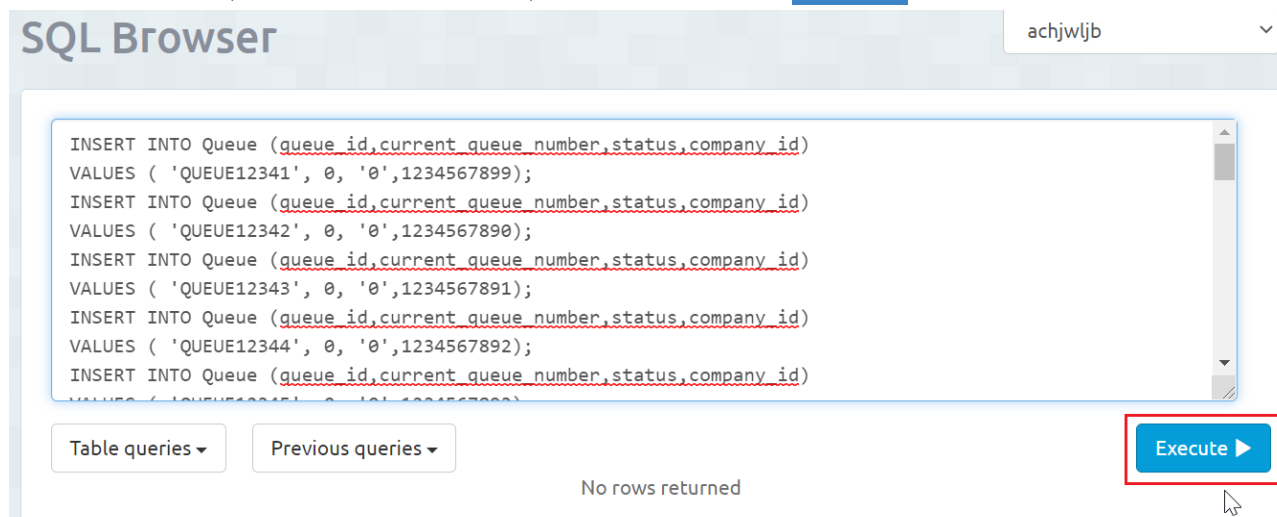 SQL Browser
achjwljb
INSERT INTO Queue (queue_id,current_queue_number,status,company_id)
VALUES ( 'QUEUE12341', 0, '0',1234567899);
INSERT INTO Queue (queue_id,current_queue_number,status,company_id)
VALUES ( 'QUEUE12342', 0, '0',1234567890);
INSERT INTO Queue (queue_id,current_queue_number,status,company_id)
VALUES ( 'QUEUE12343', 0, '0',1234567891);
INSERT INTO Queue (queue_id,current_queue_number,status,company_id)
VALUES ( 'QUEUE12344', 0, '0',1234567892);
INSERT INTO Queue (queue_id,current_queue_number,status,company_id)
Table queries
Previous queries
Execute
No rows returned